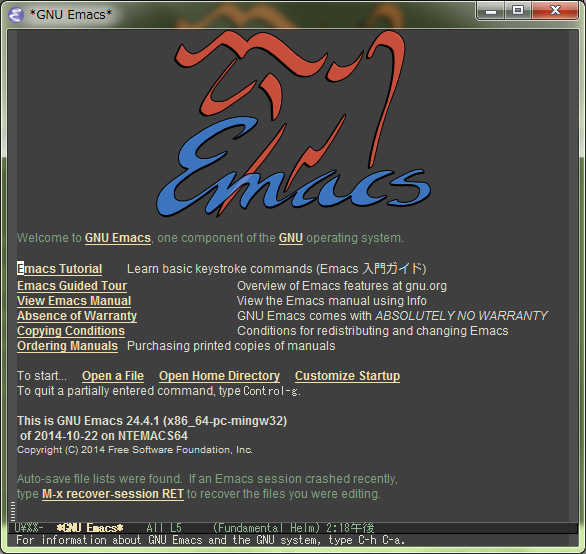 *GNU Emacs*
Emacs
Welcome to GNU Emacs, one component of the GNU operating system.
Emacs Tutorial Learn basic keystroke commands (Emacs 入門ガイド)
Emacs Guided Tour Overview of Emacs features at gnu.org
View Emacs Manual View the Emacs manual using Info
Absence of Warranty GNU Emacs comes with ABSOLUTELY NO WARRANTY
Copying Conditions Conditions for redistributing and changing Emacs
Ordering Manuals Purchasing printed copies of manuals
To start... Open a File Open Home Directory Customize Startup
To quit a partially entered command, type Control-g.
This is GNU Emacs 24.4.1 (x86_64-pc-mingw32)
of 2014-10-22 on NTEMACS64
Copyright (C) 2014 Free Software Foundation, Inc.
Auto-save file lists were found. If an Emacs session crashed recently,
type M-x recover-session RET to recover the files you were editing.
U¥%%- *GNU Emacs* All L5 (Fundamental Helm) 2:18午後
For information about GNU Emacs and the GNU system, type C-h C-a.